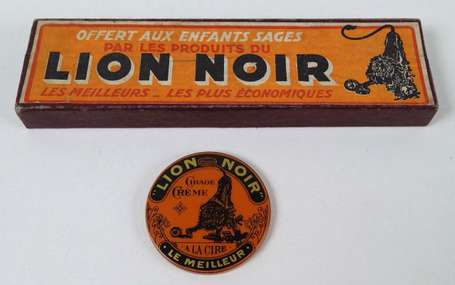 OFFERT AUX ENFANTS SAGES
PAR LES PRODUITS DU
LION NOIR
LES MEILLEURS _ LES PLUS ÉCONOMIQUES
"LION NOIR"
CIRAGE
CRÈME
A LA CIRE
LE MEILLEUR